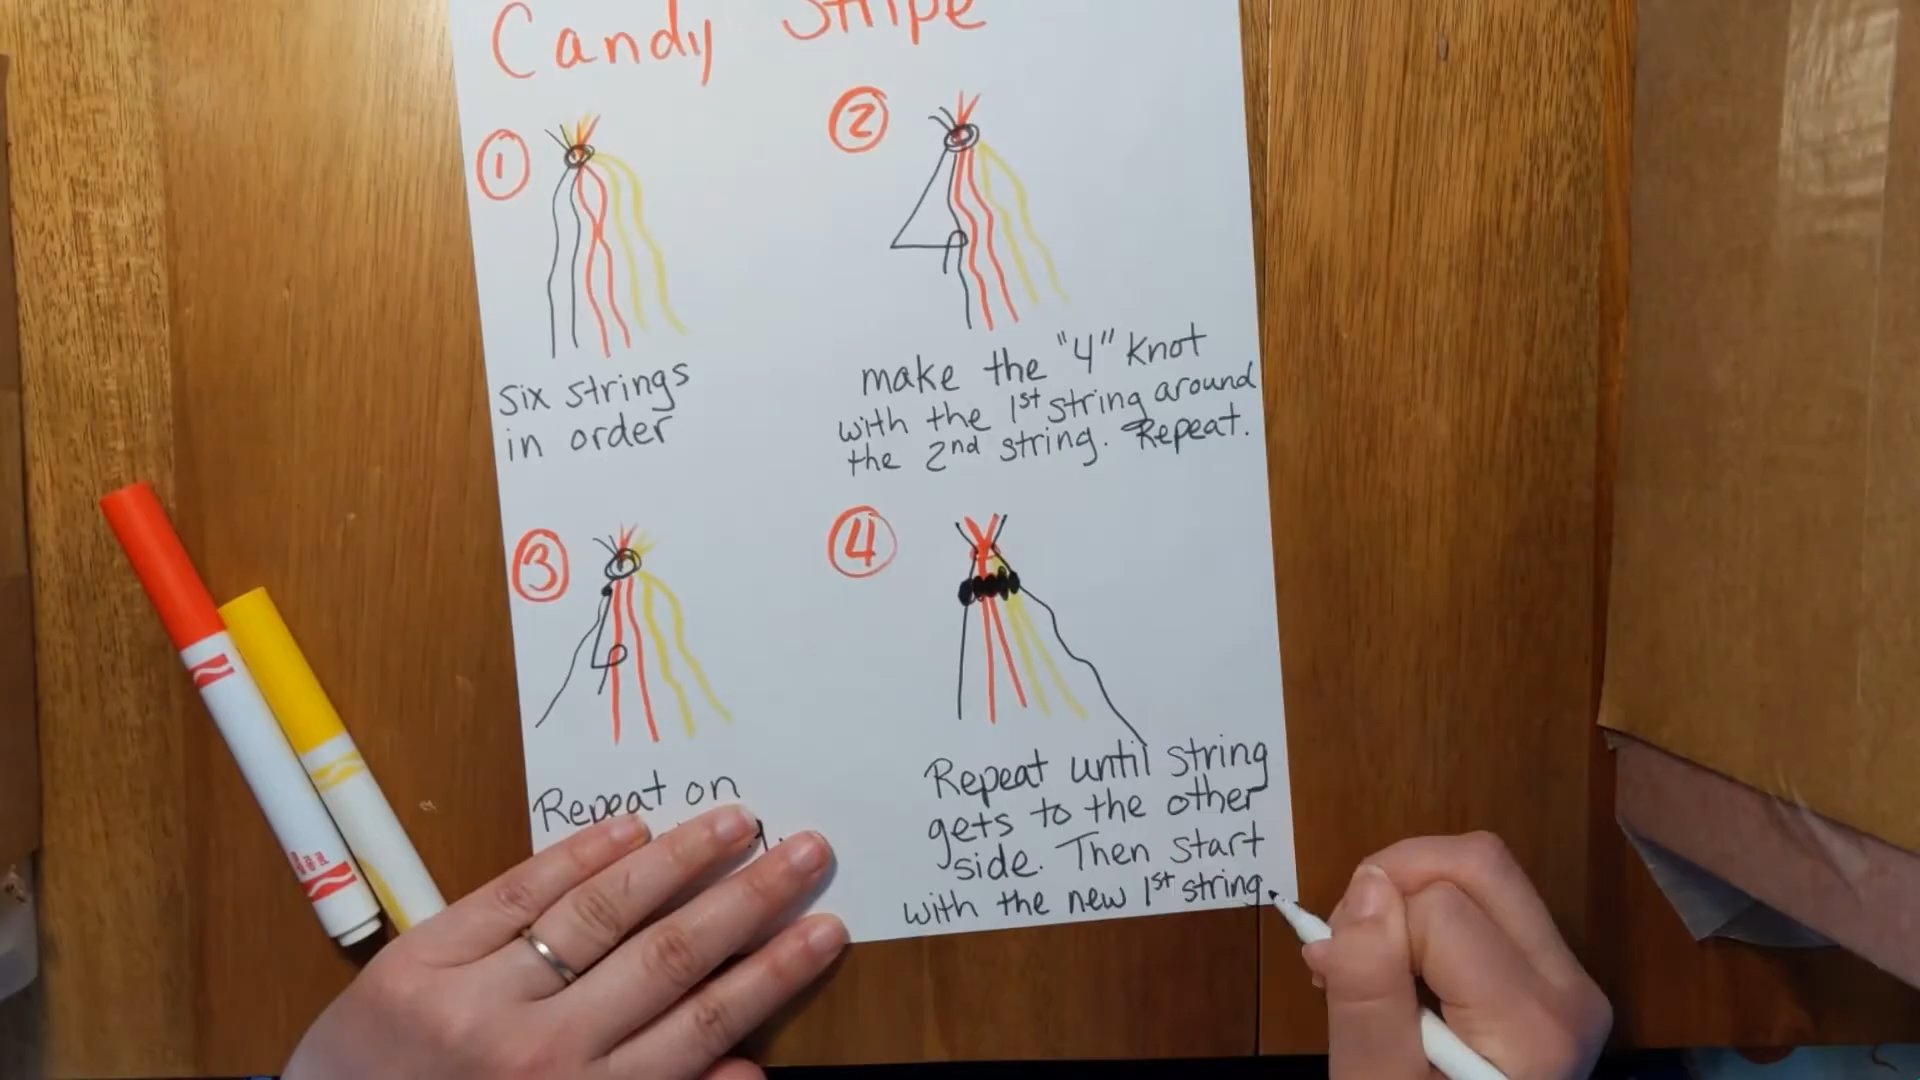 Candy Stripe
1
six strings
in order
2
make the "4" knot
with the 1st string around
the 2nd string. Repeat.
3
Repeat on
4
Repeat until string
gets to the other
side. Then start
with the new 1st string.